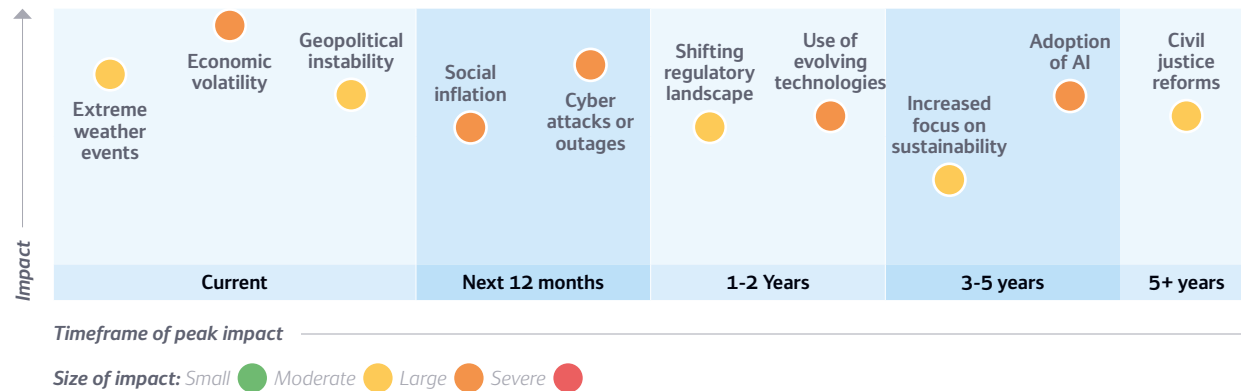 Impact
Extreme
weather
events
Economic
volatility
Geopolitical
instability
Social
inflation
Cyber
attacks or
outages
Shifting
regulatory
landscape
Use of
evolving
technologies
Increased
focus on
sustainability
Adoption
of AI
Civil
justice
reforms
Current
Next 12 months
1-2 Years
3-5 years
5+ years
Timeframe of peak impact
Size of impact: Small Moderate Large Severe